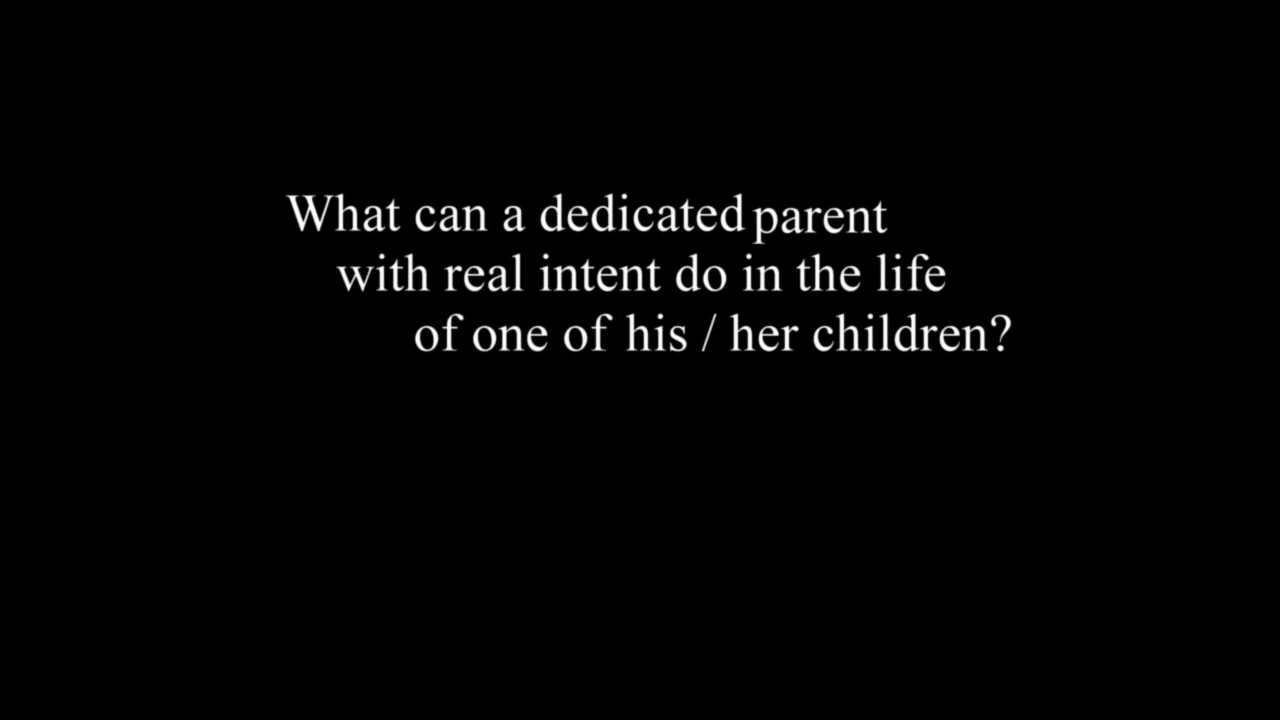 What can a dedicated parent
with real intent do in the life
of one of his / her children?